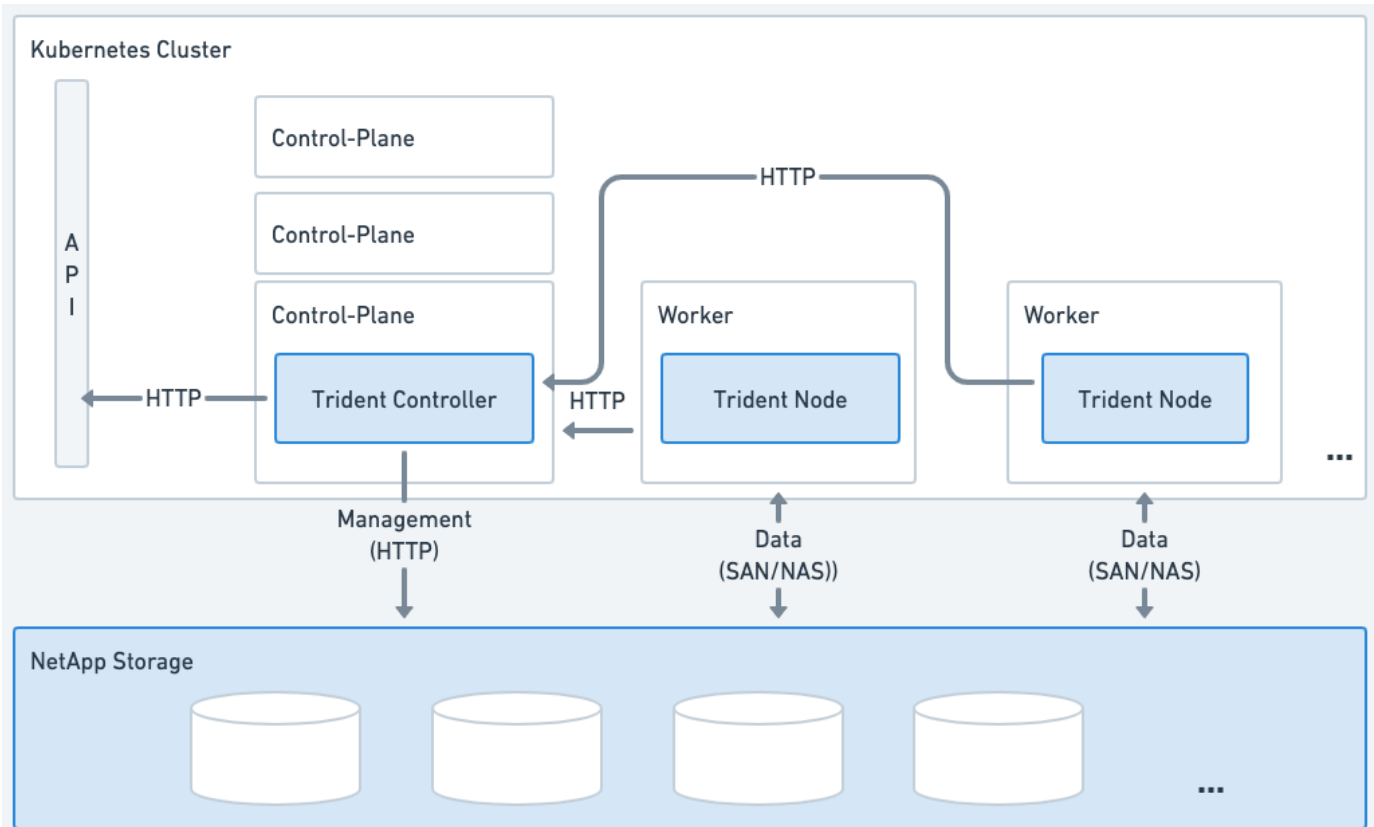 Kubernetes Cluster
A
P
I
Control-Plane
Control-Plane
Control-Plane
Trident Controller
HTTP
HTTP
HTTP
Worker
Trident Node
Worker
Trident Node
...
Management
(HTTP)
Data
(SAN/NAS))
Data
(SAN/NAS)
NetApp Storage
...